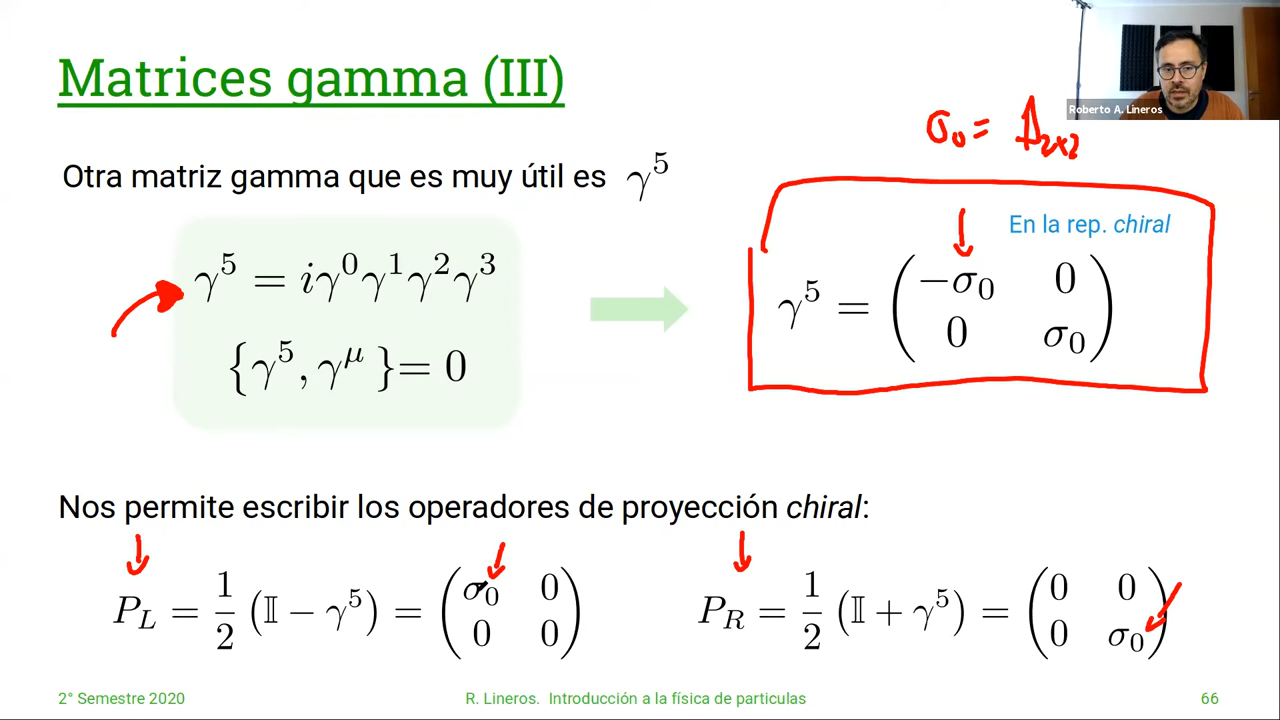 Matrices gamma (III)
Roberto A. Lineros
σ₀ = 𝟙₂ₓ₂
Otra matriz gamma que es muy útil es γ⁵
En la rep. chiral
γ⁵ = iγ⁰γ¹γ²γ³
{γ⁵, γ^μ } = 0
γ⁵ = ( −σ₀ 0
0 σ₀ )
Nos permite escribir los operadores de proyección chiral:
P_L = 1/2 (𝕀 − γ⁵) = ( σ₀ 0
0 0 )
P_R = 1/2 (𝕀 + γ⁵) = ( 0 0
0 σ₀ )
2° Semestre 2020
R. Lineros. Introducción a la física de particulas
66